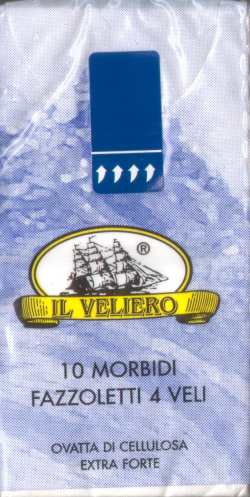 ®
IL VELIERO
10 MORBIDI
FAZZOLETTI 4 VELI
OVATTA DI CELLULOSA
EXTRA FORTE